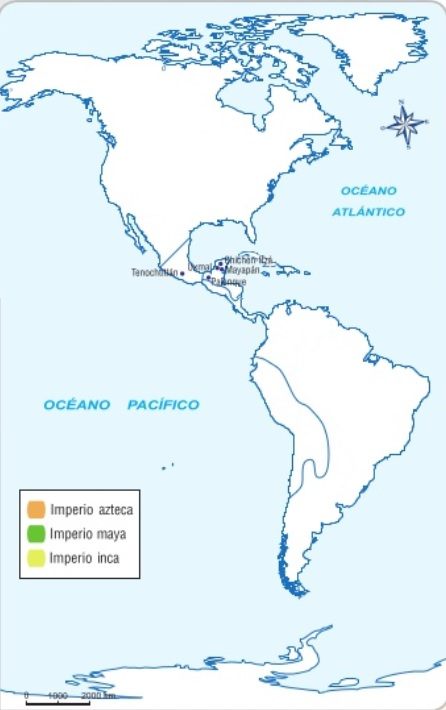 N
OCÉANO
ATLÁNTICO
Chichen Itzá
Uxmal
Mayapán
Tenochtitlán
Palenque
OCÉANO PACÍFICO
Imperio azteca
Imperio maya
Imperio inca
0 1000 2000 km